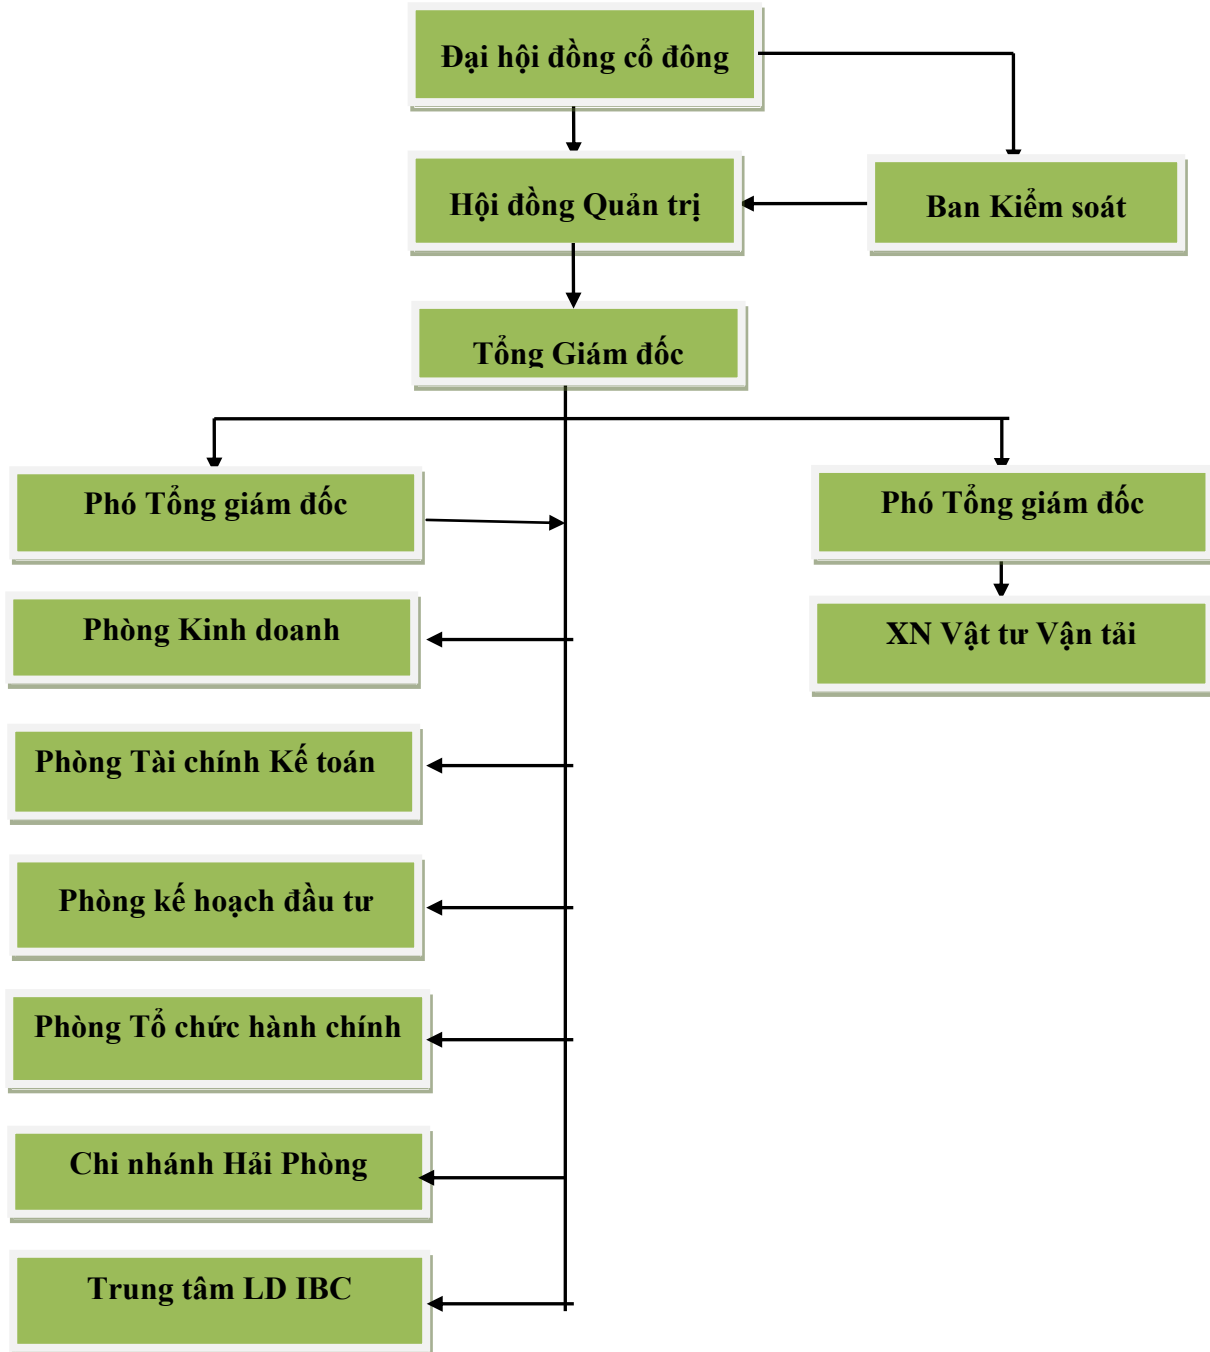 Đại hội đồng cổ đông
Hội đồng Quản trị
Ban Kiểm soát
Tổng Giám đốc
Phó Tổng giám đốc
Phó Tổng giám đốc
Phòng Kinh doanh
XN Vật tư Vận tải
Phòng Tài chính Kế toán
Phòng kế hoạch đầu tư
Phòng Tổ chức hành chính
Chi nhánh Hải Phòng
Trung tâm LD IBC